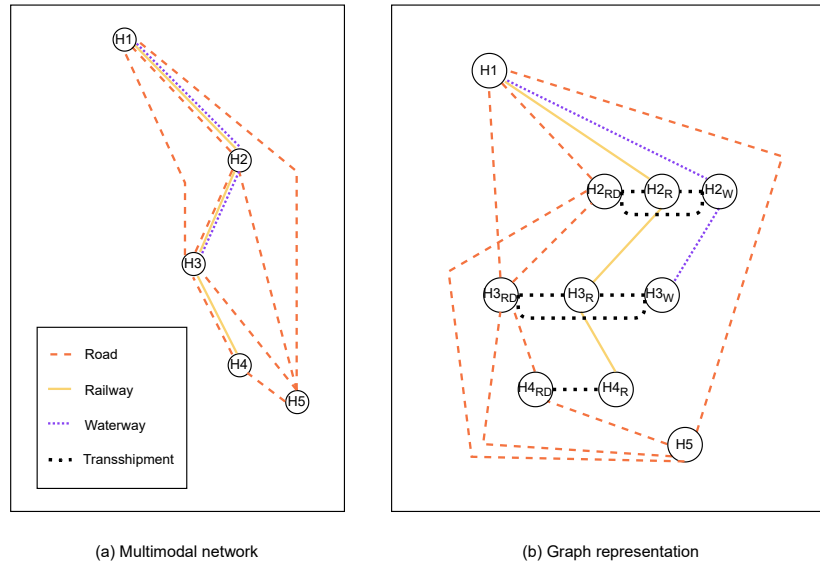 H1
H2
H3
H4
H5
Road
Railway
Waterway
Transshipment
(a) Multimodal network
H1
H2RD
H2R
H2W
H3RD
H3R
H3W
H4RD
H4R
H5
(b) Graph representation